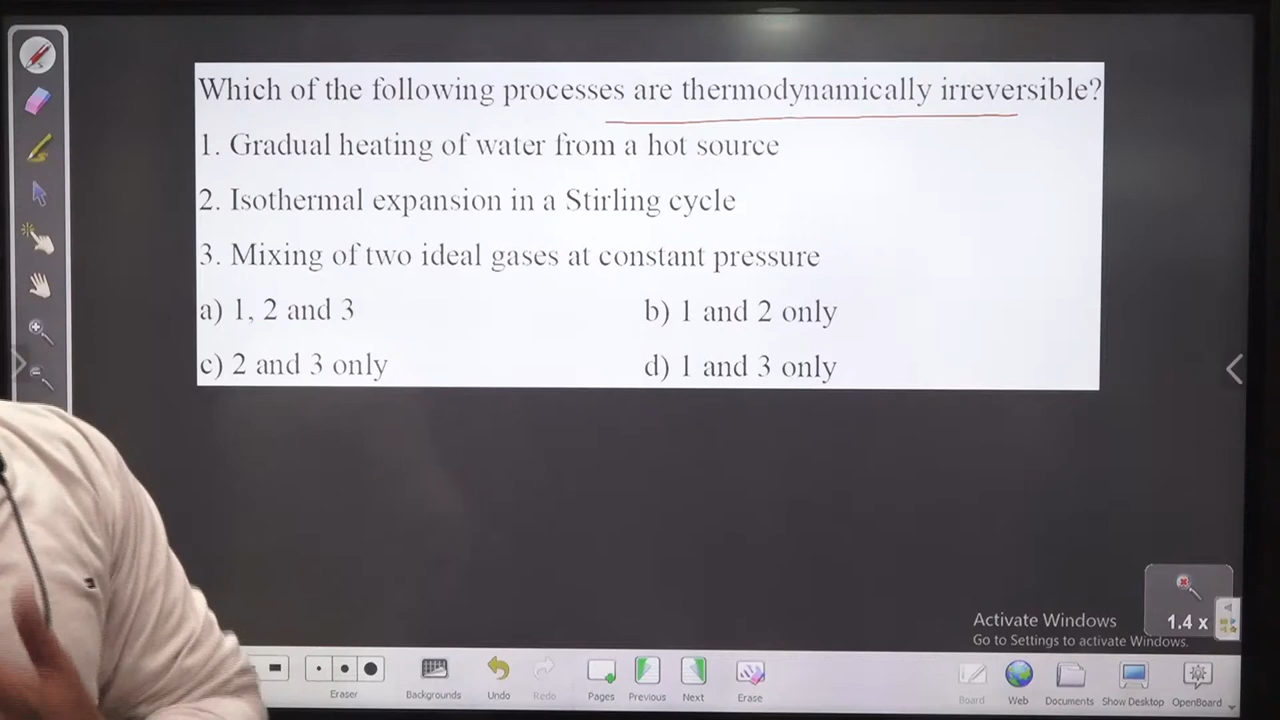 Which of the following processes are thermodynamically irreversible?
1. Gradual heating of water from a hot source
2. Isothermal expansion in a Stirling cycle
3. Mixing of two ideal gases at constant pressure
a) 1, 2 and 3
b) 1 and 2 only
c) 2 and 3 only
d) 1 and 3 only
Activate Windows
Go to Settings to activate Windows.
1.4 x
Eraser
Backgrounds
Undo
Redo
Pages
Previous
Next
Erase
Board
Web
Documents
Show Desktop
OpenBoard